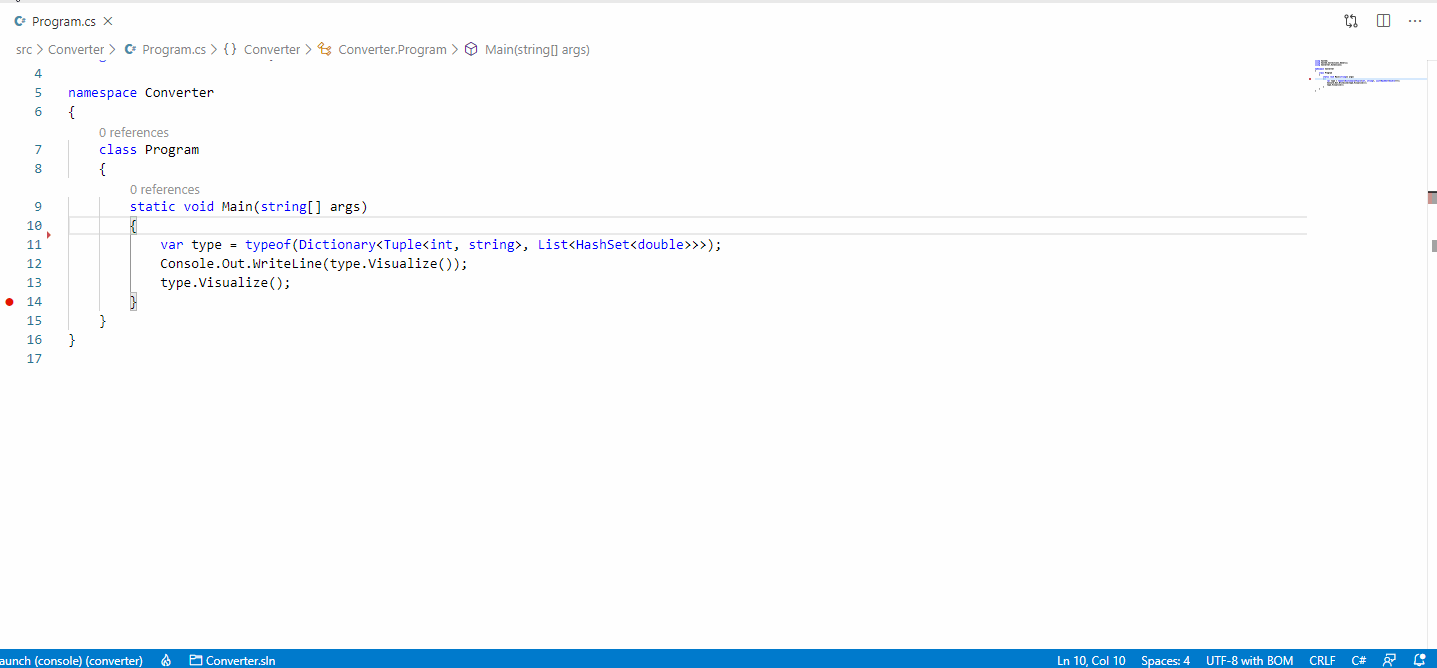 Program.cs
src > Converter > Program.cs > {} Converter > Converter.Program > Main(string[] args)
4
5 namespace Converter
6 {
0 references
7 class Program
8 {
0 references
9 static void Main(string[] args)
10 {
11 var type = typeof(Dictionary<Tuple<int, string>, List<HashSet<double>>>);
12 Console.Out.WriteLine(type.Visualize());
13 type.Visualize();
14 }
15 }
16 }
17
aunch (console) (converter) Converter.sln Ln 10, Col 10 Spaces: 4 UTF-8 with BOM CRLF C#